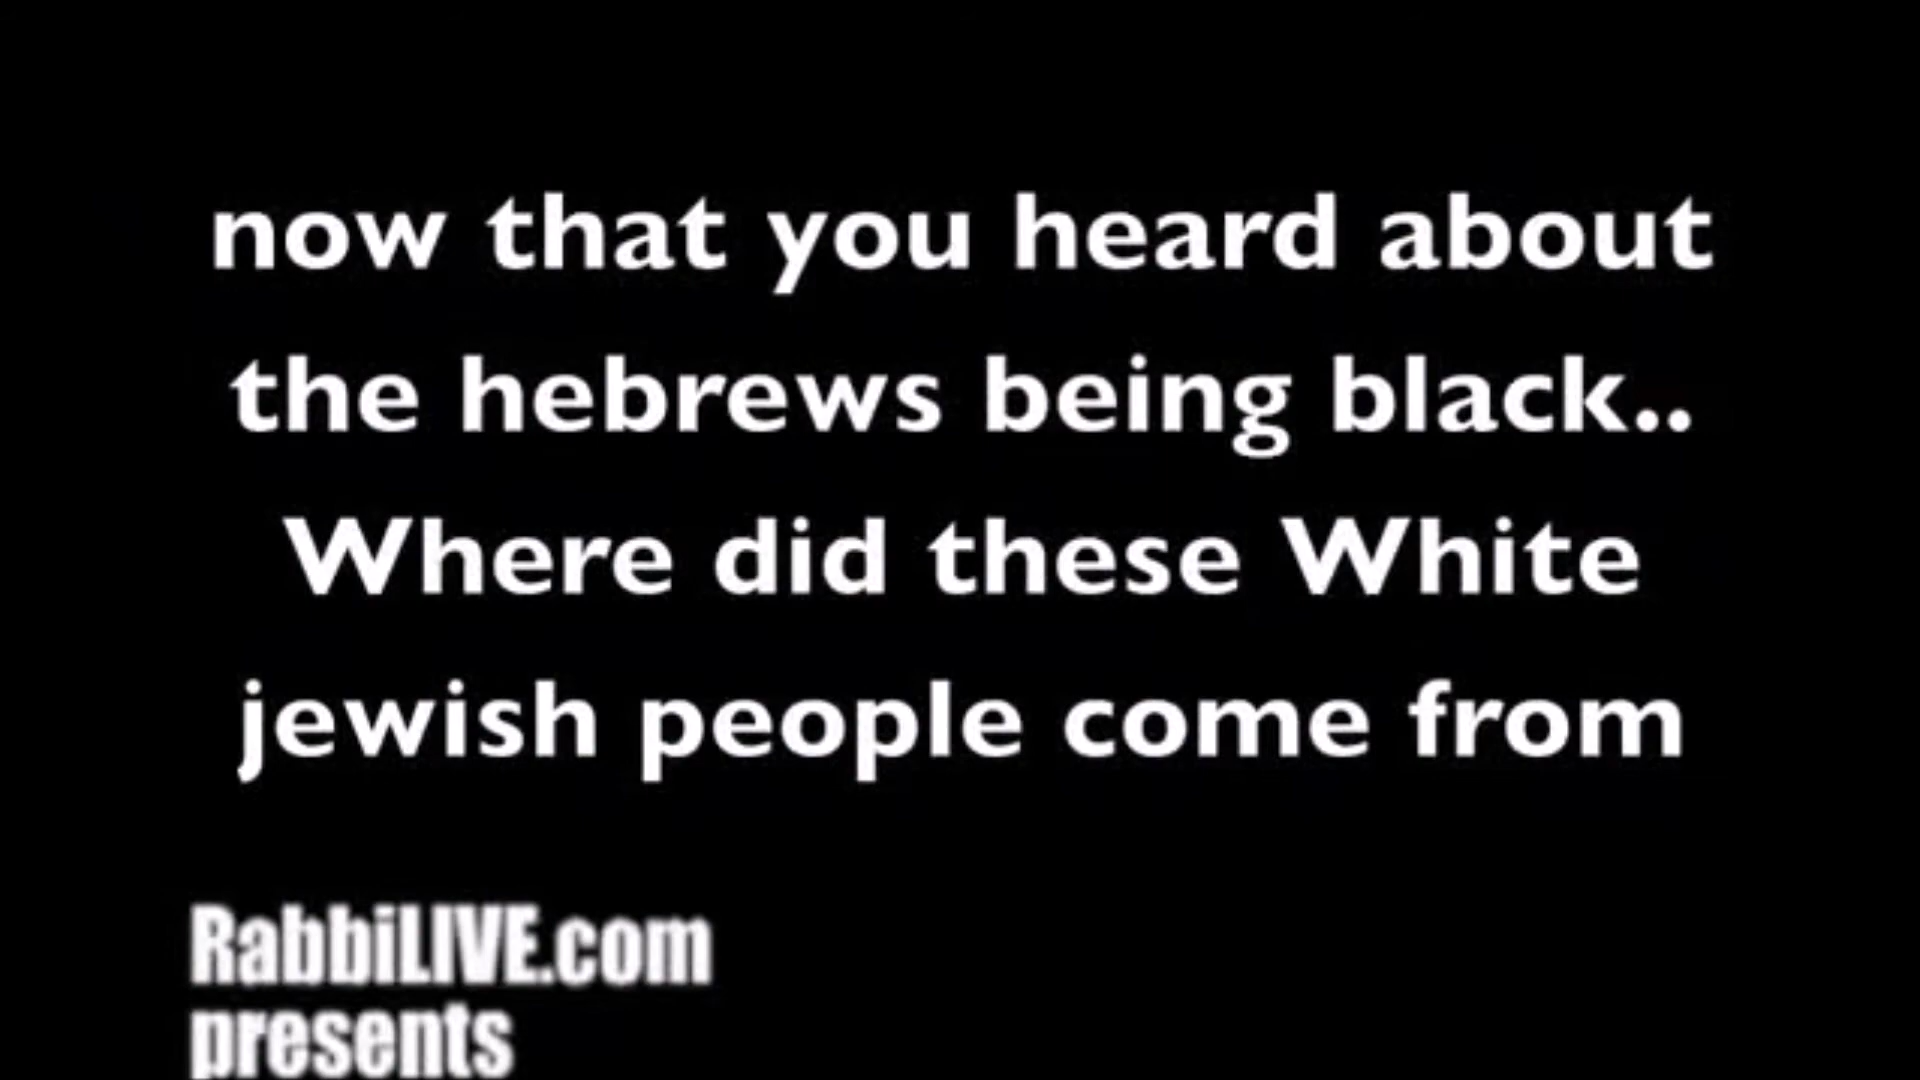 now that you heard about
the hebrews being black..
Where did these White
jewish people come from
RabbiLIVE.com
presents